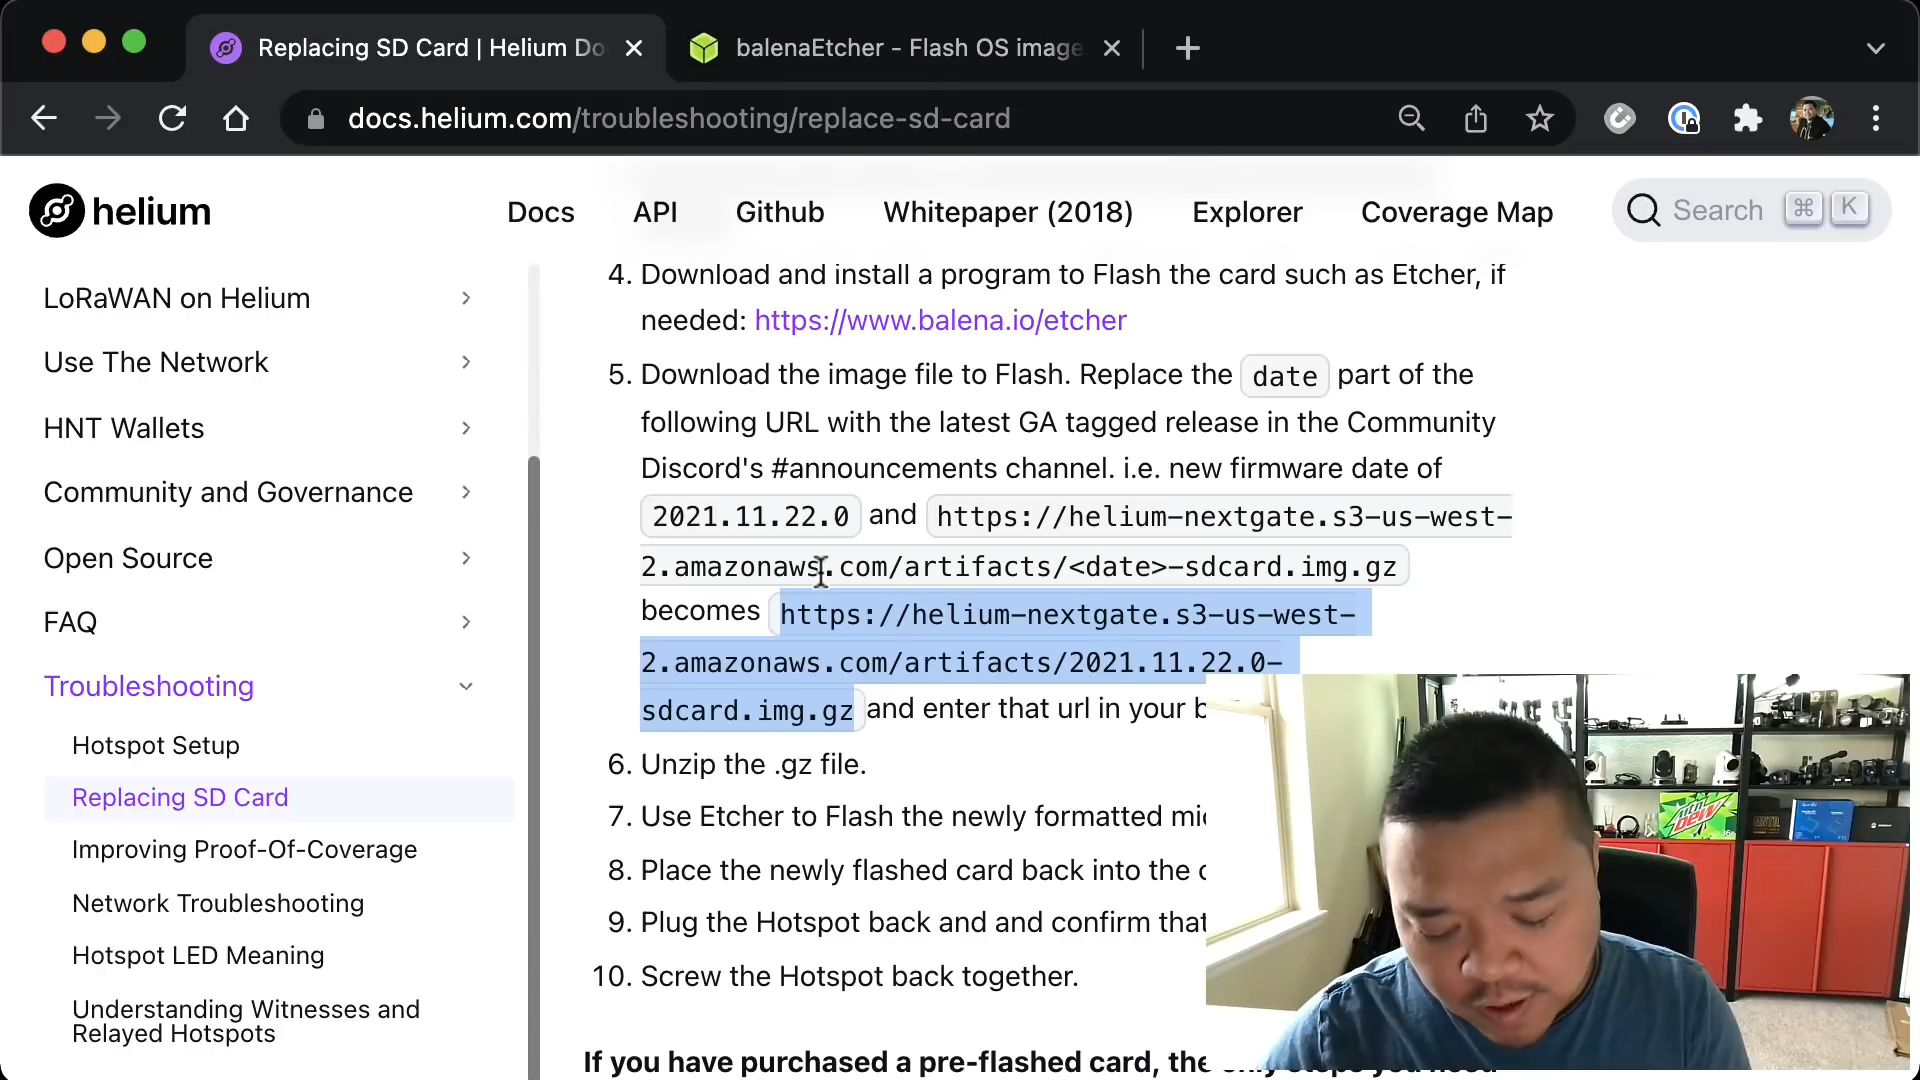 Replacing SD Card | Helium Do
balenaEtcher - Flash OS image
docs.helium.com/troubleshooting/replace-sd-card
helium
Docs
API
Github
Whitepaper (2018)
Explorer
Coverage Map
Search ⌘ K
LoRaWAN on Helium
Use The Network
HNT Wallets
Community and Governance
Open Source
FAQ
Troubleshooting
Hotspot Setup
Replacing SD Card
Improving Proof-Of-Coverage
Network Troubleshooting
Hotspot LED Meaning
Understanding Witnesses and
Relayed Hotspots
4. Download and install a program to Flash the card such as Etcher, if
needed: https://www.balena.io/etcher
5. Download the image file to Flash. Replace the date part of the
following URL with the latest GA tagged release in the Community
Discord's #announcements channel. i.e. new firmware date of
2021.11.22.0 and https://helium-nextgate.s3-us-west-
2.amazonaws.com/artifacts/<date>-sdcard.img.gz
becomes https://helium-nextgate.s3-us-west-
2.amazonaws.com/artifacts/2021.11.22.0-
sdcard.img.gz and enter that url in your b
6. Unzip the .gz file.
7. Use Etcher to Flash the newly formatted mic
8. Place the newly flashed card back into the c
9. Plug the Hotspot back and and confirm that
10. Screw the Hotspot back together.
If you have purchased a pre-flashed card, the only steps you need
mtn
DEW